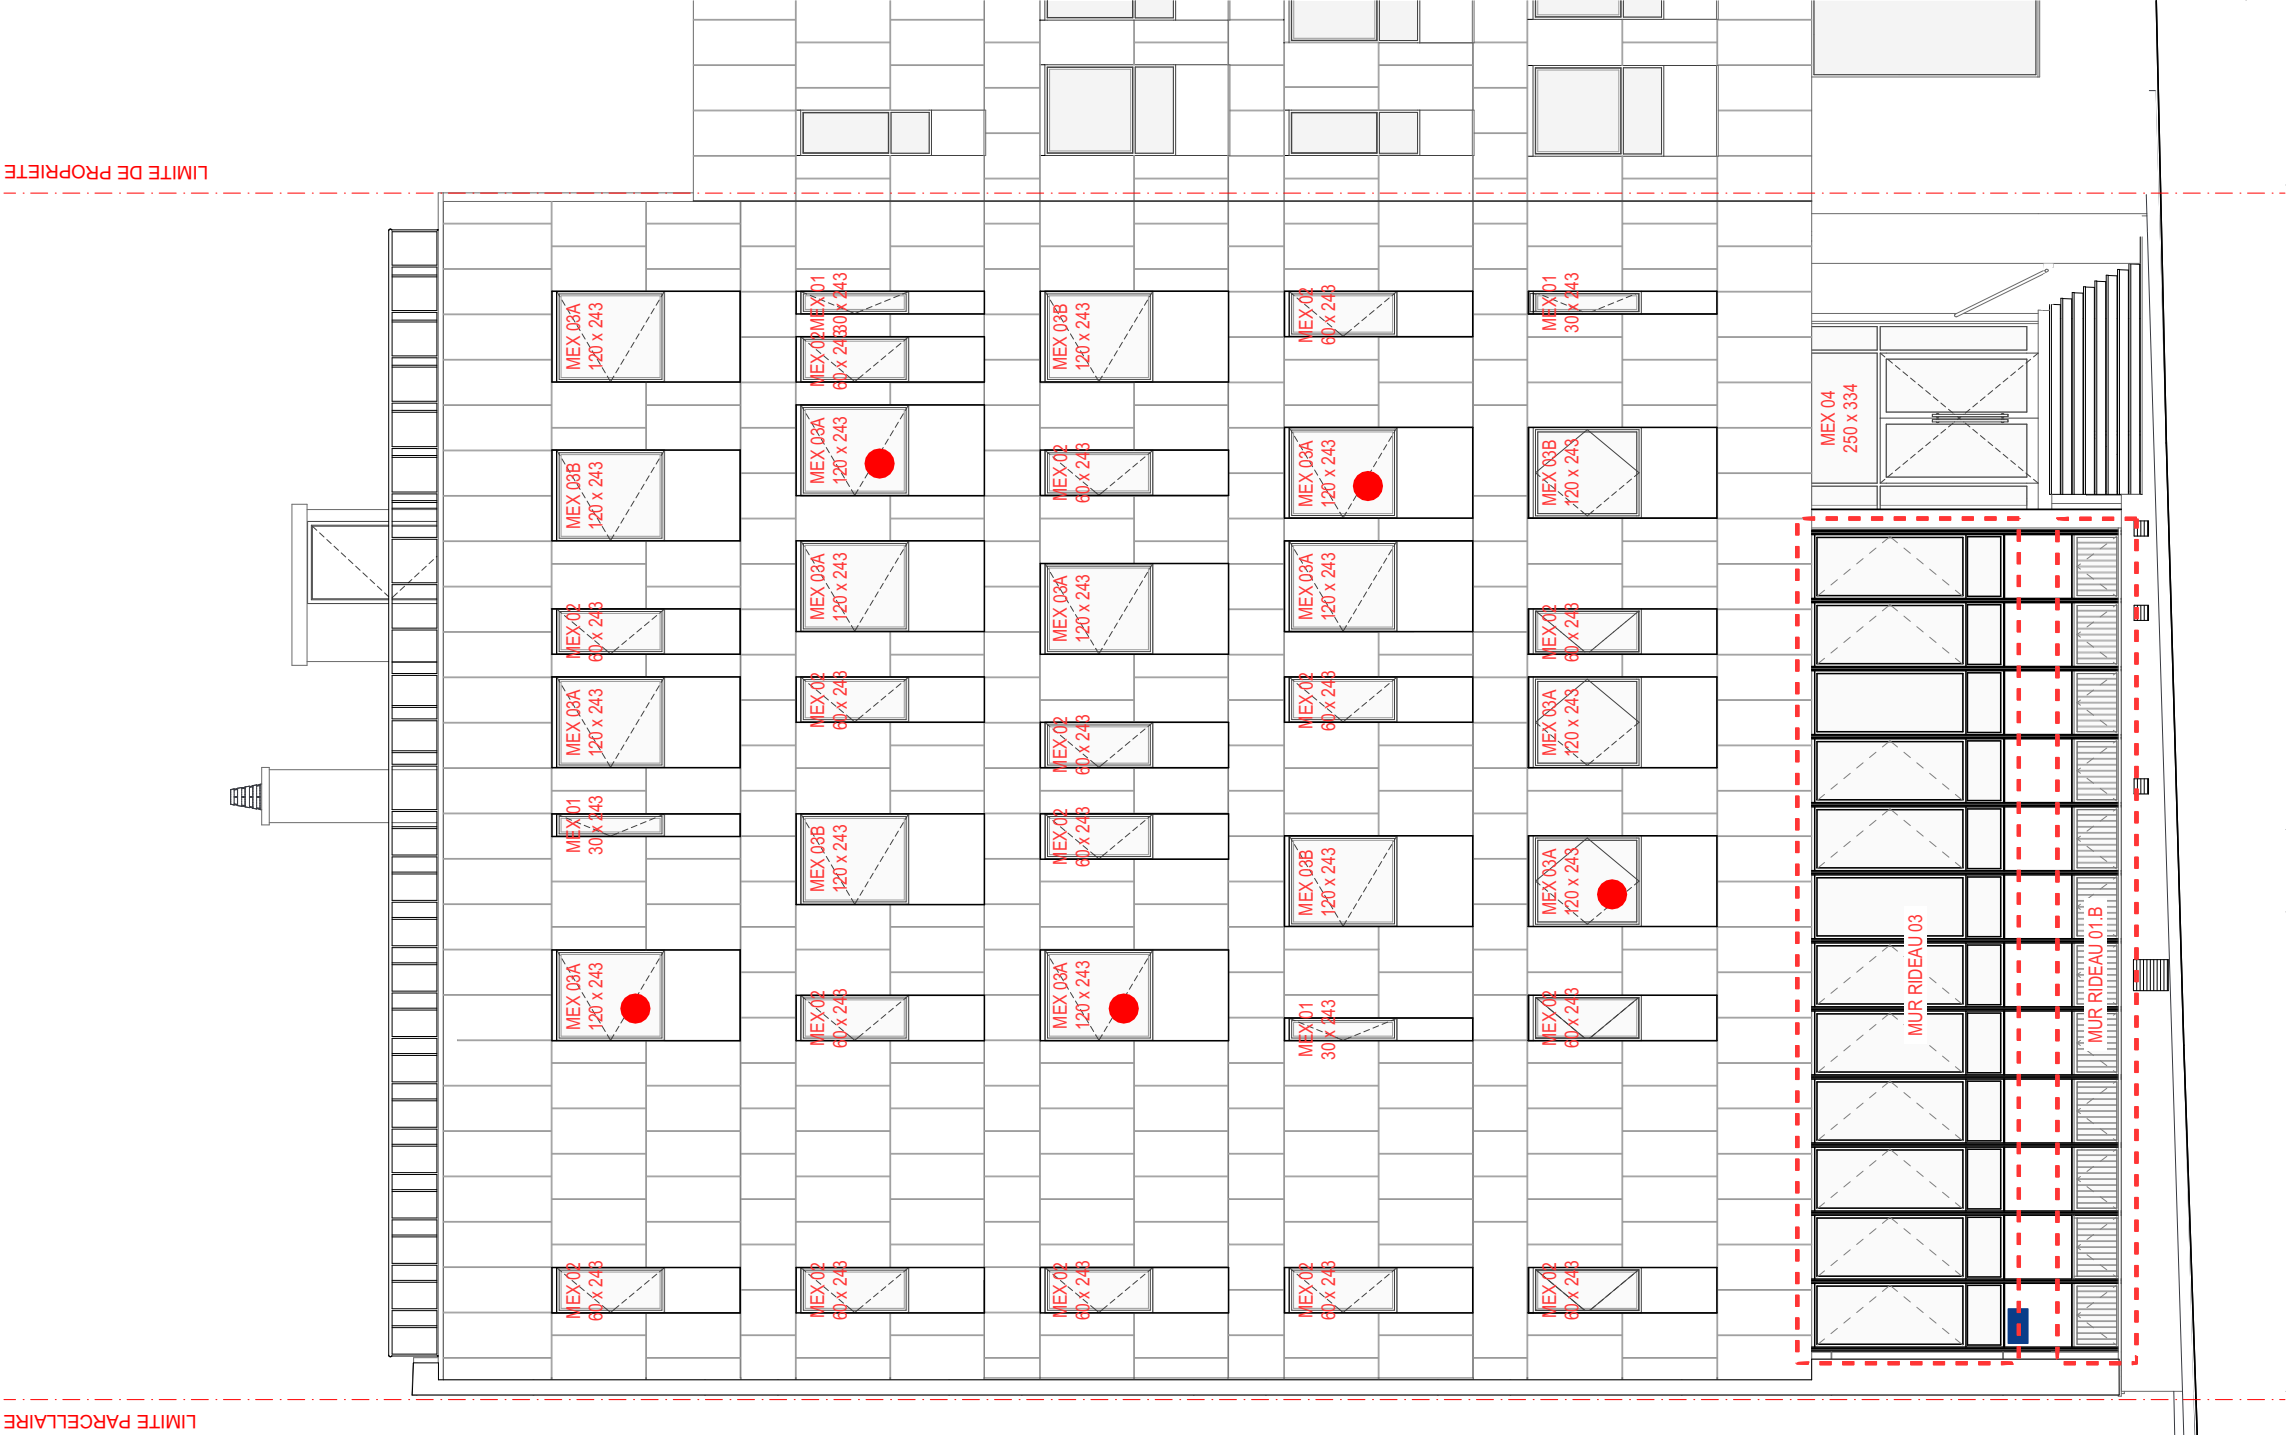 LIMITE PARCELLAIRE
LIMITE DE PROPRIETE
MEX 02
60 x 243
MEX 03A
120 x 243
MEX 01
30 x 243
MEX 03A
120 x 243
MEX 02
60 x 243
MEX 03B
120 x 243
MEX 03A
120 x 243
MEX 02
60 x 243
MEX 02
60 x 243
MEX 03B
120 x 243
MEX 02
60 x 243
MEX 03A
120 x 243
MEX 03A
120 x 243
MEX 02
60 x 243
MEX 01
30 x 243
MEX 02
60 x 243
MEX 03A
120 x 243
MEX 02
60 x 243
MEX 02
60 x 243
MEX 03A
120 x 243
MEX 02
60 x 243
MEX 03B
120 x 243
MEX 02
60 x 243
MEX 01
30 x 243
MEX 03B
120 x 243
MEX 02
60 x 243
MEX 03A
120 x 243
MEX 03A
120 x 243
MEX 02
60 x 243
MEX 02
60 x 243
MEX 02
60 x 243
MEX 03A
120 x 243
MEX 03A
120 x 243
MEX 02
60 x 243
MEX 03B
120 x 243
MEX 01
30 x 243
MEX 04
250 x 334
MUR RIDEAU 03
MUR RIDEAU 01.B